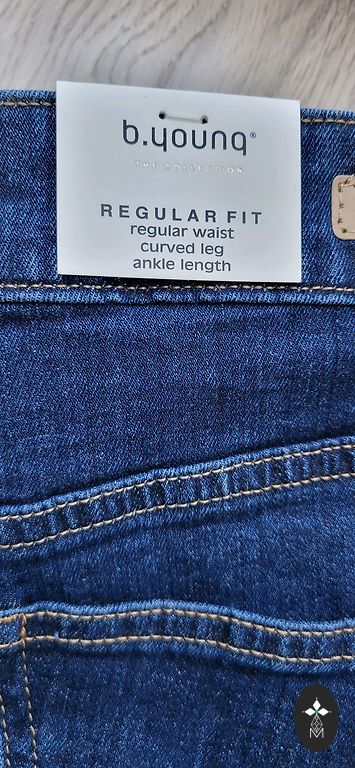 b.young®
THE COLLECTION
REGULAR FIT
regular waist
curved leg
ankle length
M